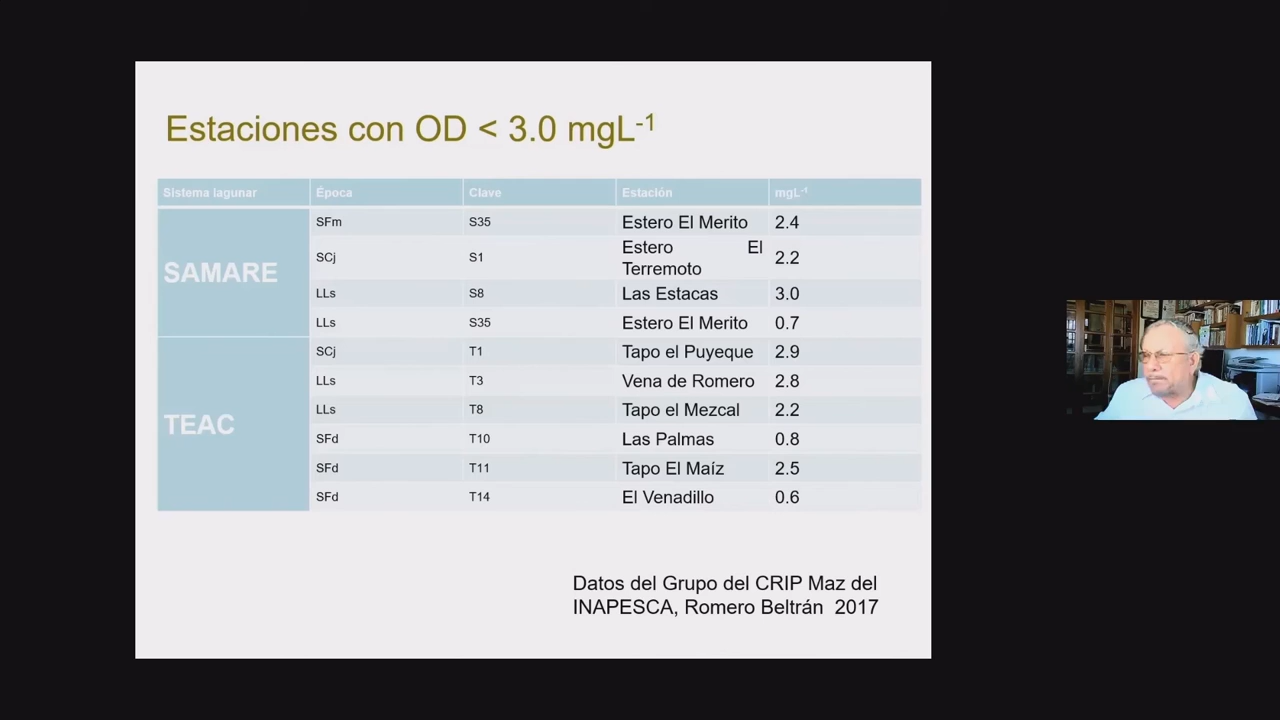 Estaciones con OD < 3.0 mgL-1
Sistema lagunar Época Clave Estación mgL-1
SAMARE
SFm S35 Estero El Merito 2.4
SCj S1 Estero El
Terremoto 2.2
LLs S8 Las Estacas 3.0
LLs S35 Estero El Merito 0.7
TEAC
SCj T1 Tapo el Puyeque 2.9
LLs T3 Vena de Romero 2.8
LLs T8 Tapo el Mezcal 2.2
SFd T10 Las Palmas 0.8
SFd T11 Tapo El Maíz 2.5
SFd T14 El Venadillo 0.6
Datos del Grupo del CRIP Maz del
INAPESCA, Romero Beltrán 2017